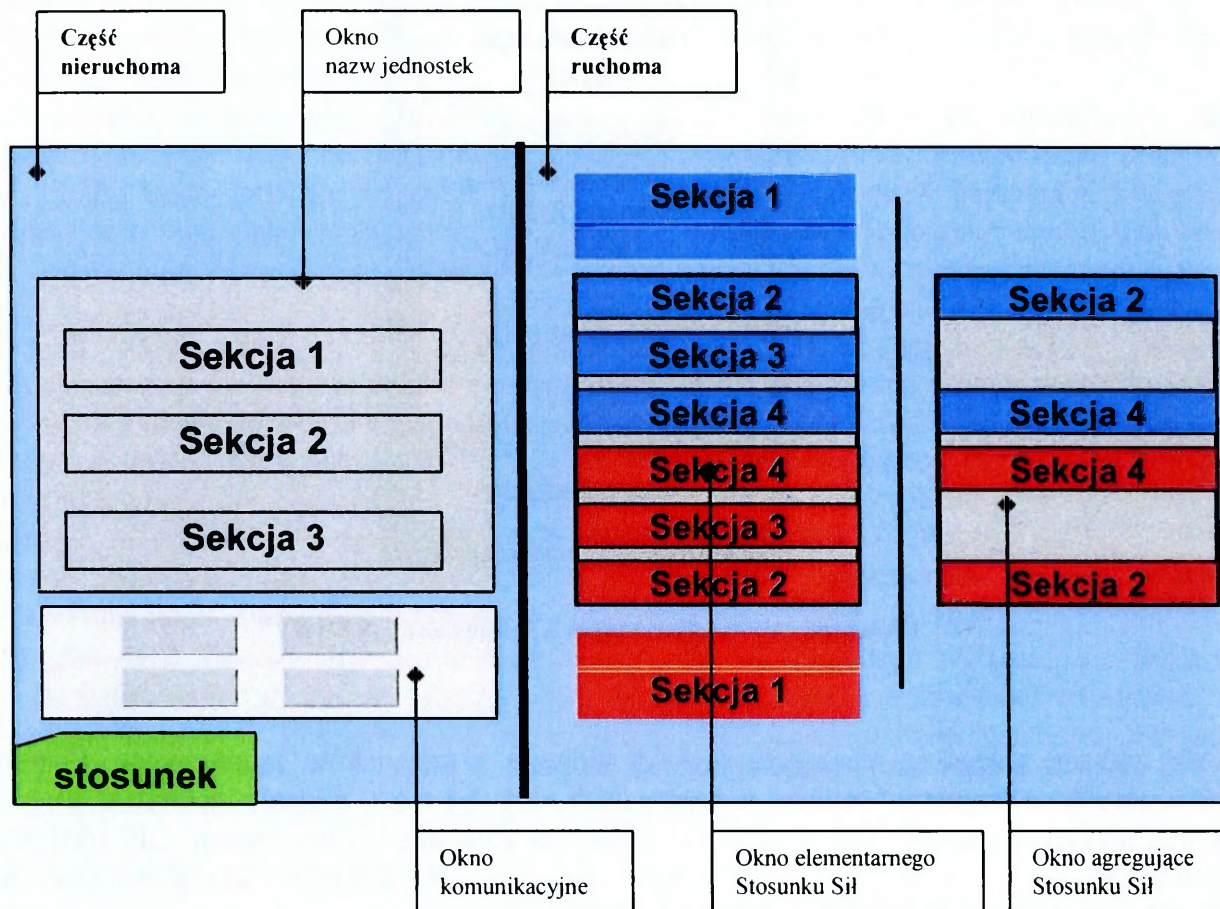 Część
nieruchoma
Okno
nazw jednostek
Część
ruchoma
Sekcja 1
Sekcja 2
Sekcja 3
stosunek
Sekcja 1
Sekcja 2
Sekcja 3
Sekcja 4
Sekcja 4
Sekcja 3
Sekcja 2
Sekcja 1
Sekcja 2
Sekcja 4
Sekcja 4
Sekcja 2
Okno
komunikacyjne
Okno elementarnego
Stosunku Sił
Okno agregujące
Stosunku Sił